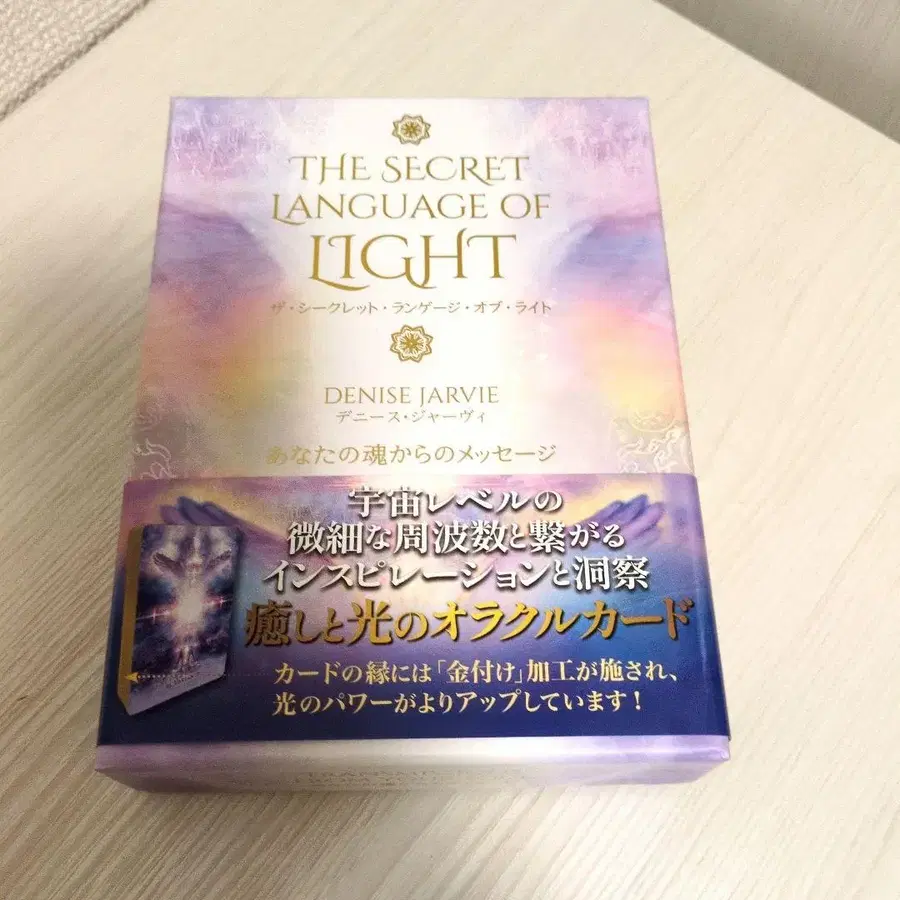 THE SECRET
LANGUAGE OF
LIGHT
ザ・シークレット・ランゲージ・オブ・ライト
DENISE JARVIE
デニース・ジャーヴィ
あなたの魂からのメッセージ
宇宙レベルの
微細な周波数と繋がる
インスピレーションと洞察
癒しと光のオラクルカード
カードの縁には「金付け」加工が施され、
光のパワーがよりアップしています!